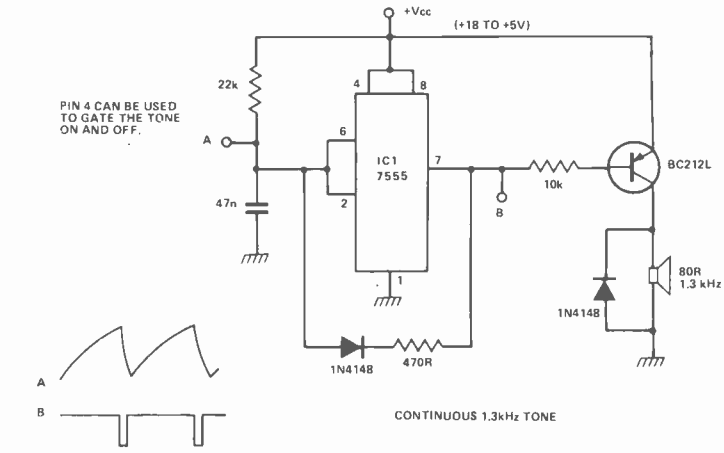 +Vcc
(+18 TO +5V)
4
8
22k
PIN 4 CAN BE USED
TO GATE THE TONE
ON AND OFF.
A
6
IC1
7555
7
BC212L
10k
47n
2
B
1
80R
1.3 kHz
1N4148
1N4148
470R
A
B
CONTINUOUS 1.3kHz TONE